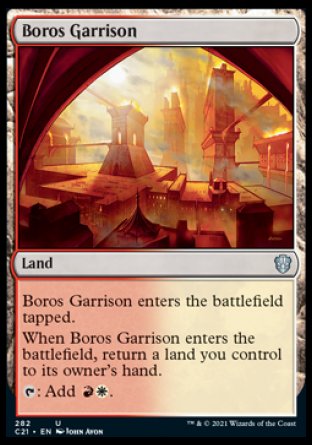 Boros Garrison
Land
Boros Garrison enters the battlefield
tapped.
When Boros Garrison enters the
battlefield, return a land you control
to its owner's hand.
: Add .
282 U
C21 • EN JOHN AVON
™ & © 2021 Wizards of the Coast